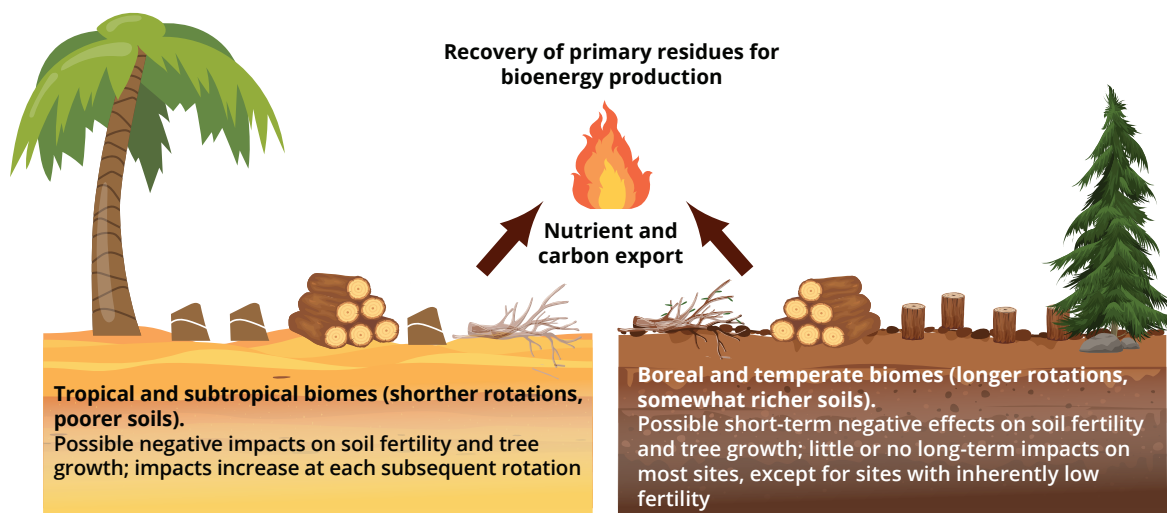 Recovery of primary residues for
bioenergy production
Nutrient and
carbon export
Tropical and subtropical biomes (shorther rotations,
poorer soils).
Possible negative impacts on soil fertility and tree
growth; impacts increase at each subsequent rotation
Boreal and temperate biomes (longer rotations,
somewhat richer soils).
Possible short-term negative effects on soil fertility
and tree growth; little or no long-term impacts on
most sites, except for sites with inherently low
fertility